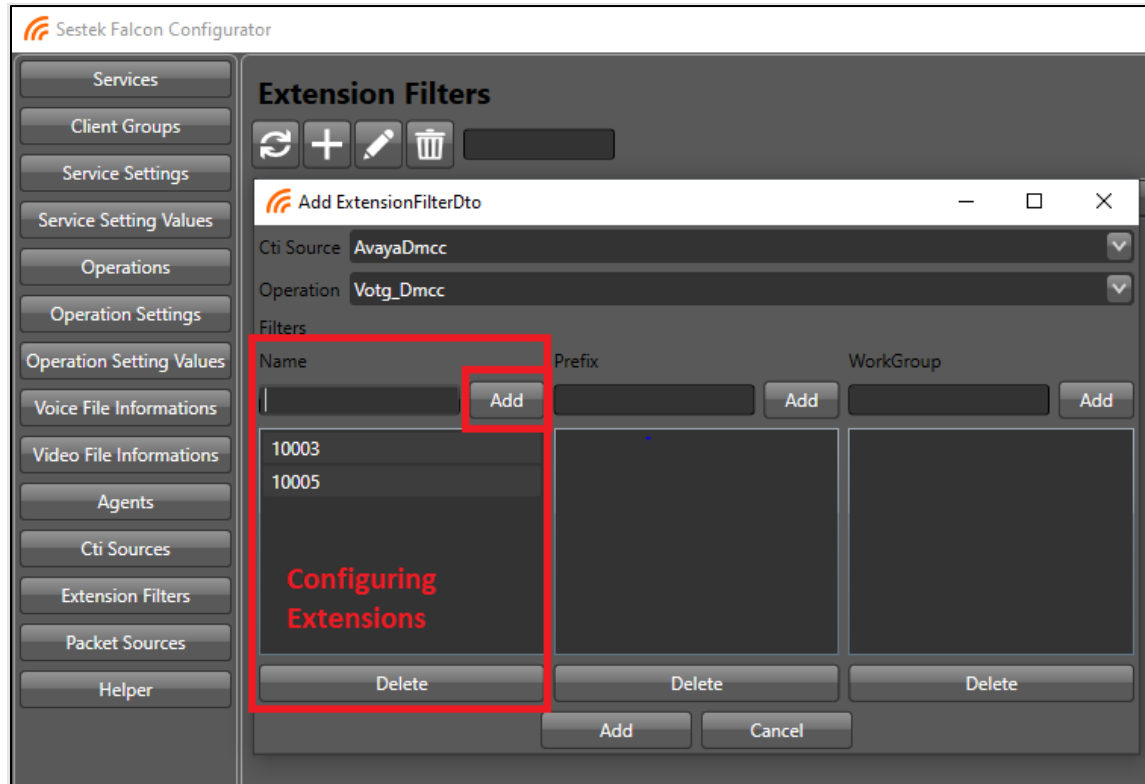 Sestek Falcon Configurator
Services
Client Groups
Service Settings
Service Setting Values
Operations
Operation Settings
Operation Setting Values
Voice File Informations
Video File Informations
Agents
Cti Sources
Extension Filters
Packet Sources
Helper
Extension Filters
Add ExtensionFilterDto
Cti Source AvayaDmcc
Operation Votg_Dmcc
Filters
Name Prefix WorkGroup
Add Add Add
10003
10005
Configuring
Extensions
Delete Delete Delete
Add Cancel